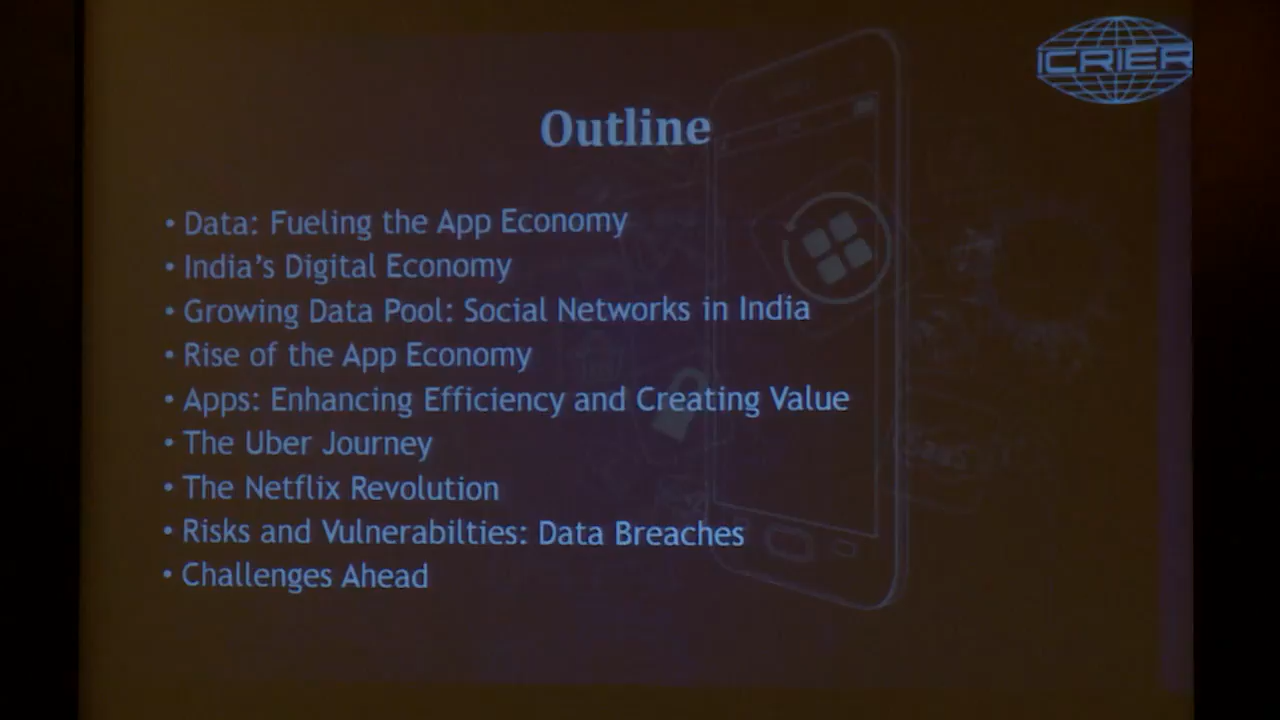 ICRIER
Outline
• Data: Fueling the App Economy
• India's Digital Economy
• Growing Data Pool: Social Networks in India
• Rise of the App Economy
• Apps: Enhancing Efficiency and Creating Value
• The Uber Journey
• The Netflix Revolution
• Risks and Vulnerabilties: Data Breaches
• Challenges Ahead